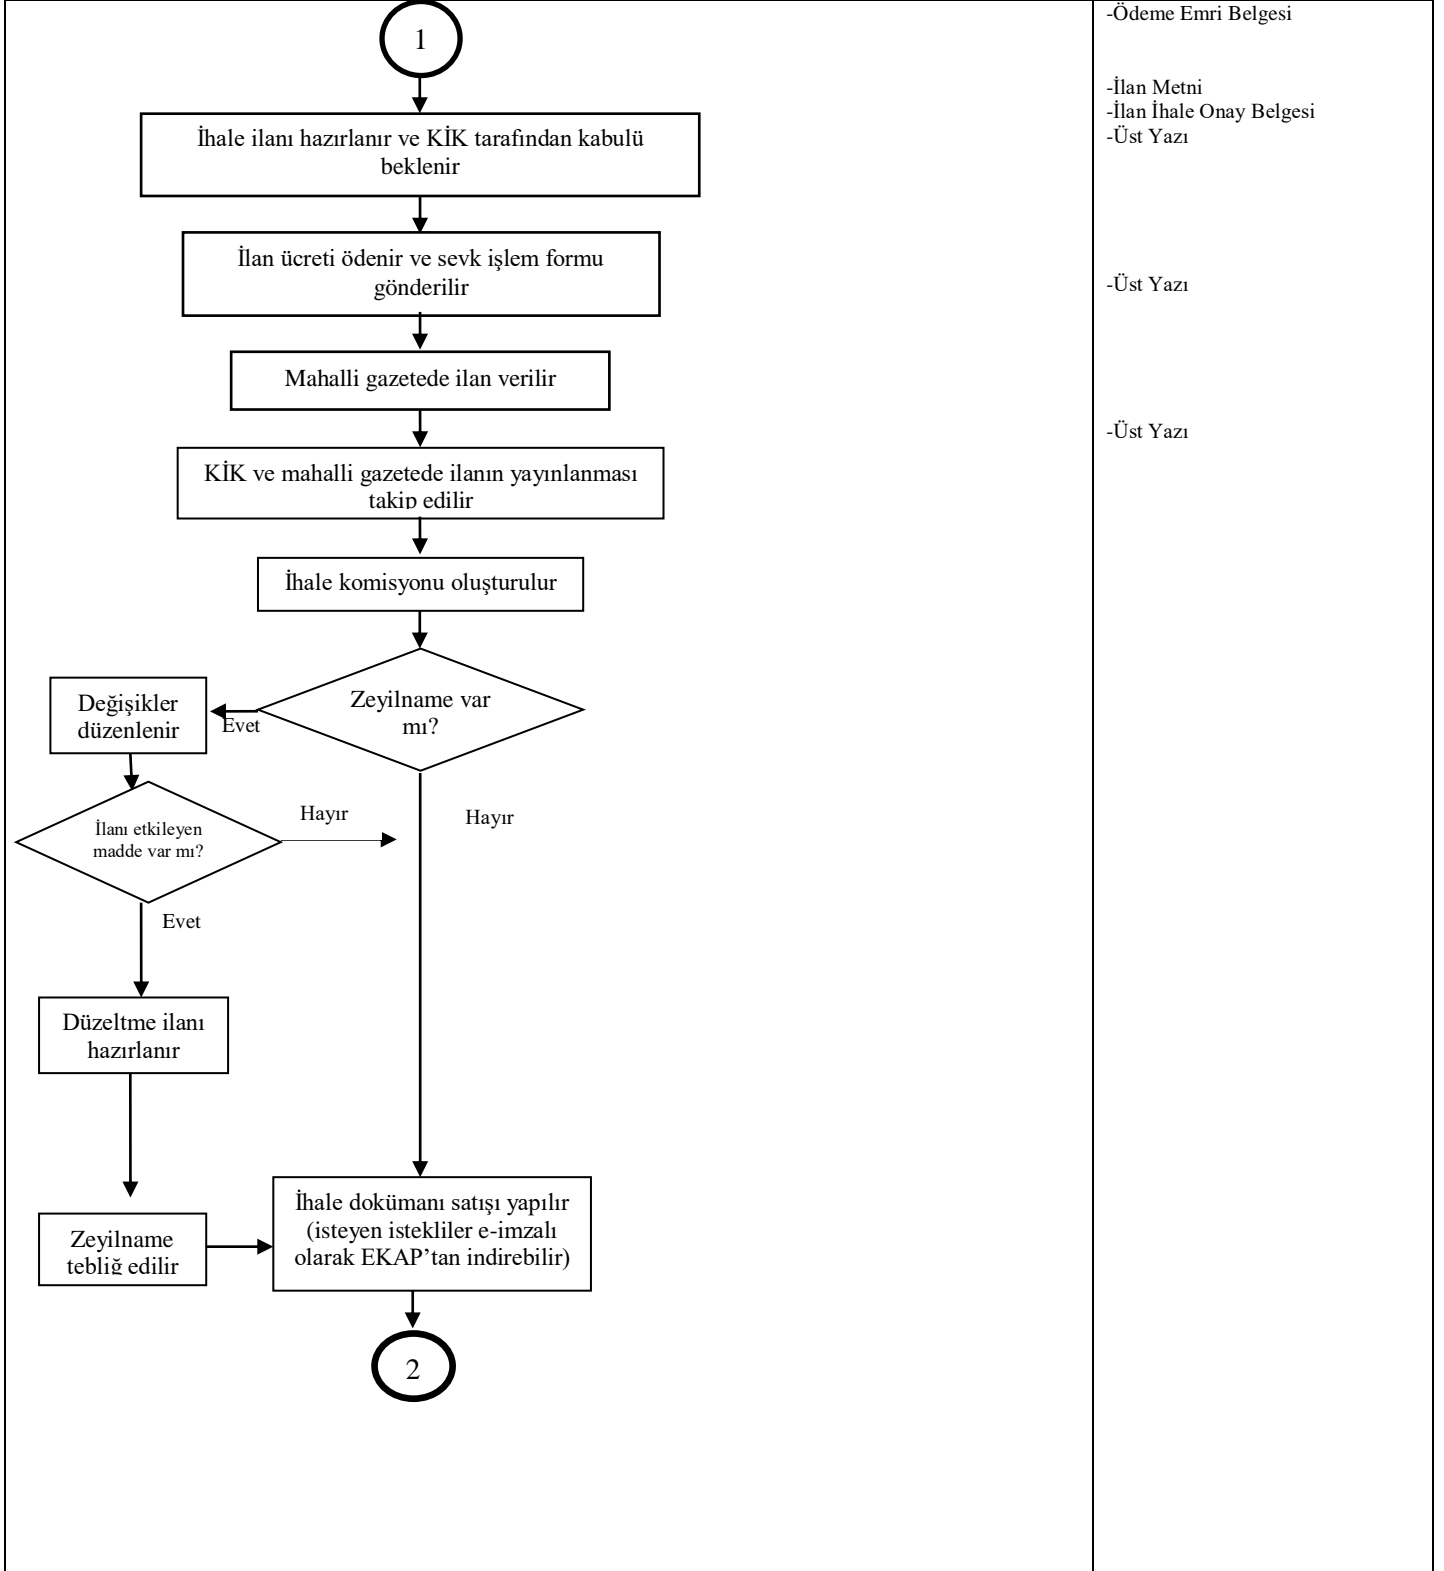 1
İhale ilanı hazırlanır ve KİK tarafından kabulü
beklenir
İlan ücreti ödenir ve sevk işlem formu
gönderilir
Mahalli gazetede ilan verilir
KİK ve mahalli gazetede ilanın yayınlanması
takip edilir
İhale komisyonu oluşturulur
Zeyilname var
mı?
Evet
Değişikler
düzenlenir
İlanı etkileyen
madde var mı?
Hayır
Hayır
Evet
Düzeltme ilanı
hazırlanır
Zeyilname
tebliğ edilir
İhale dokümanı satışı yapılır
(isteyen istekliler e-imzalı
olarak EKAP’tan indirebilir)
2
-Ödeme Emri Belgesi
-İlan Metni
-İlan İhale Onay Belgesi
-Üst Yazı
-Üst Yazı
-Üst Yazı